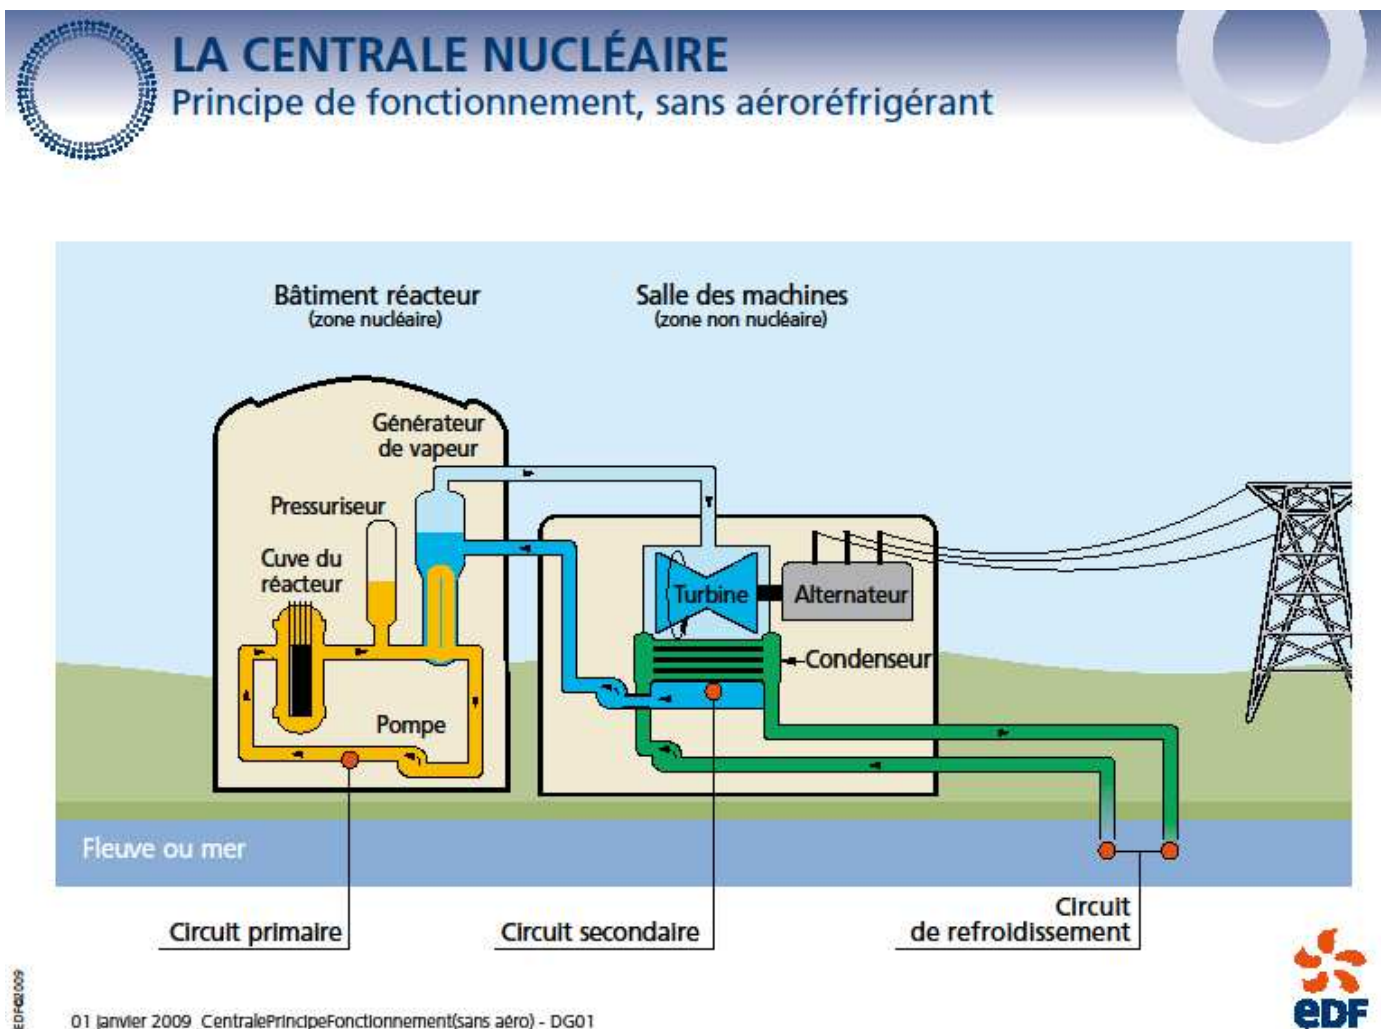 LA CENTRALE NUCLÉAIRE
Principe de fonctionnement, sans aéroréfrigérant
Bâtiment réacteur
(zone nucléaire)
Salle des machines
(zone non nucléaire)
Générateur
de vapeur
Pressuriseur
Cuve du
réacteur
Turbine
Alternateur
Condenseur
Pompe
Fleuve ou mer
Circuit primaire
Circuit secondaire
Circuit
de refroidissement
EDF©2009
01 Janvier 2009 CentralePrincipeFonctionnement(sans aéro) - DG01
eDF